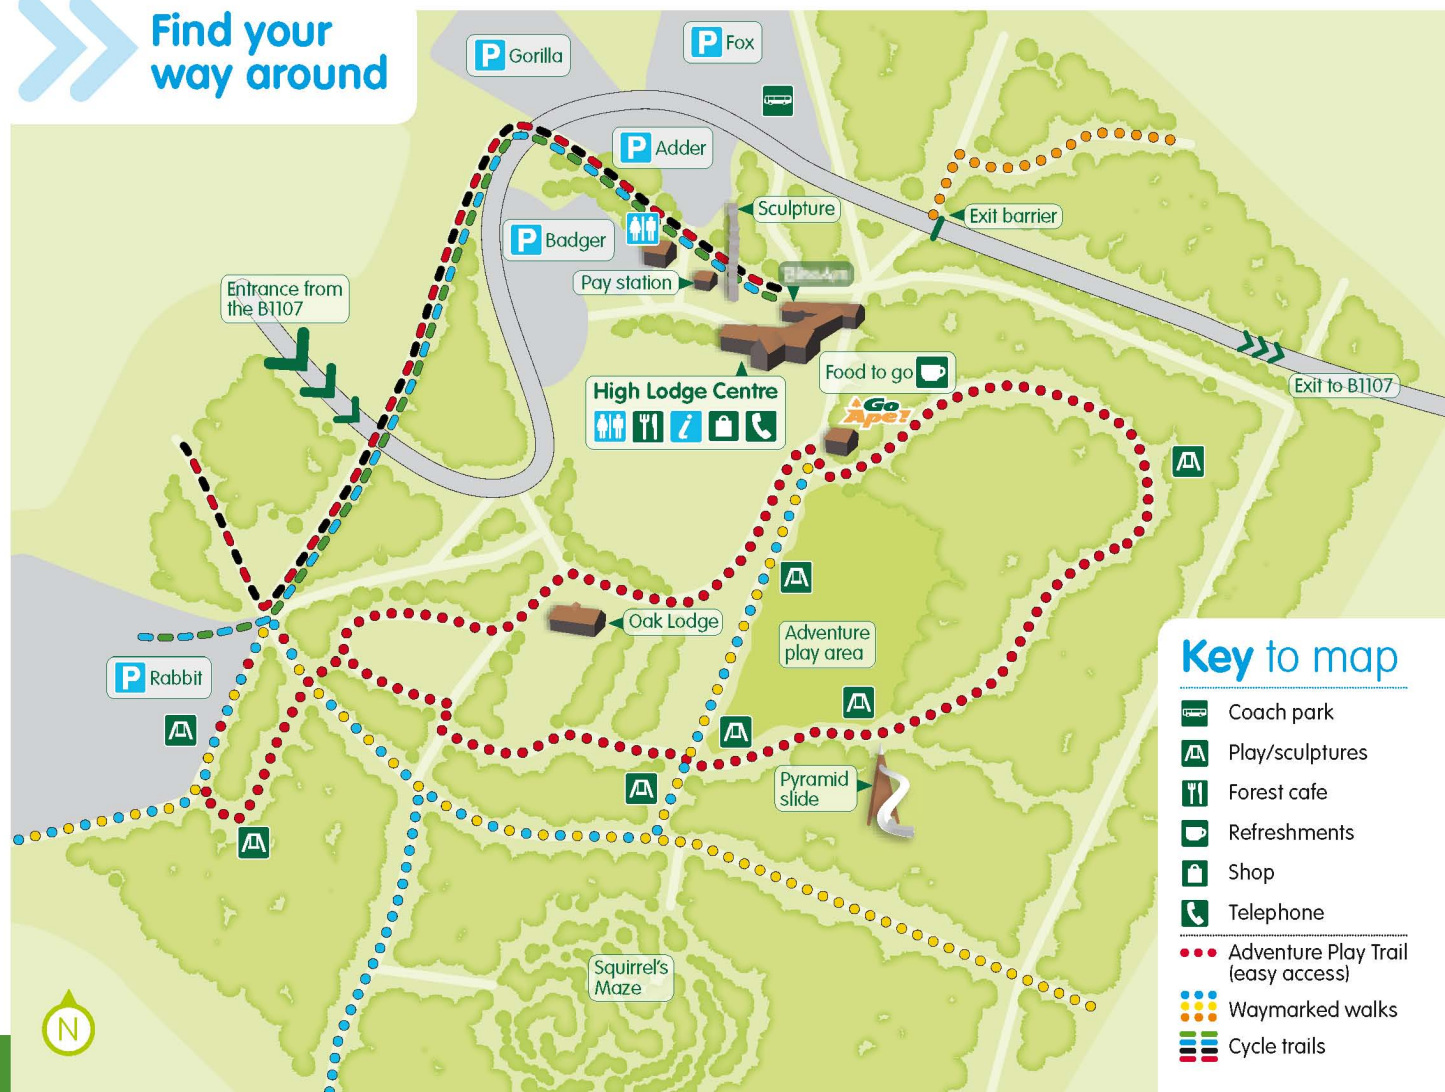 Find your
way around
P Gorilla
P Fox
P Adder
Sculpture
Exit barrier
P Badger
Pay station
Entrance from
the B1107
Food to go
High Lodge Centre
i
Go
Ape!
Exit to B1107
Oak Lodge
Adventure
play area
P Rabbit
Pyramid
slide
Squirrel's
Maze
N
Key to map
Coach park
Play/sculptures
Forest cafe
Refreshments
Shop
Telephone
Adventure Play Trail
(easy access)
Waymarked walks
Cycle trails